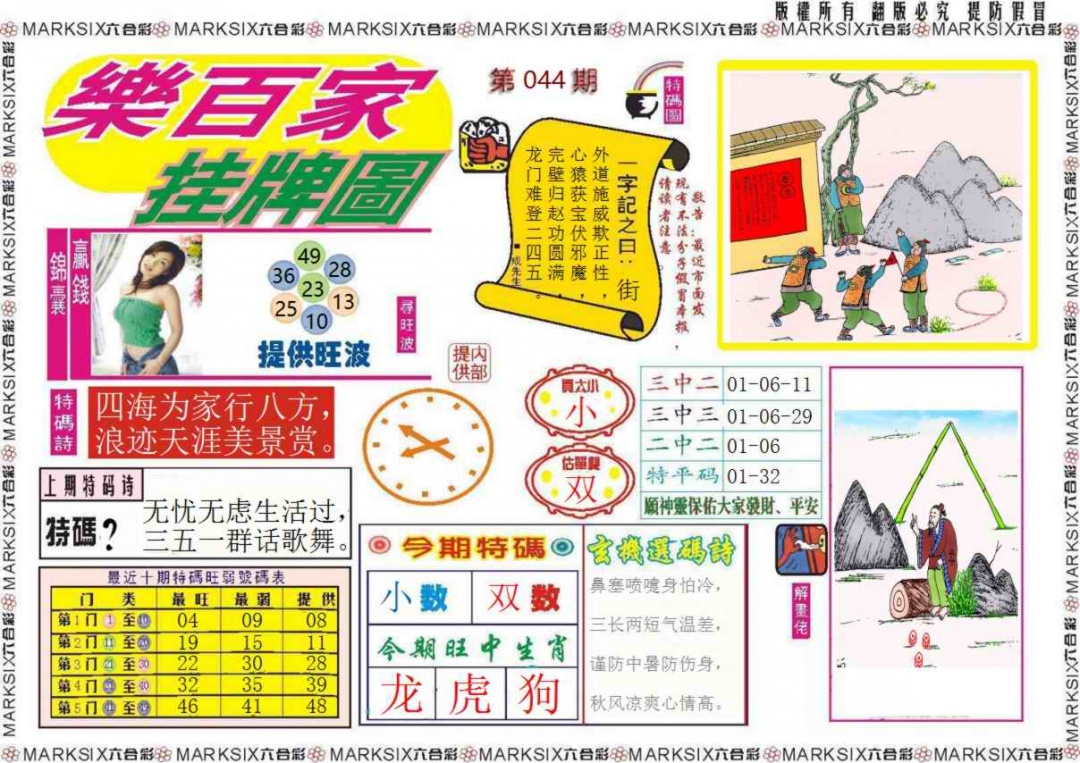 版權所有 翻版必究 提防假冒
MARKSIX六合彩 MARKSIX六合彩 MARKSIX六合彩 MARKSIX六合彩 MARKSIX六合彩 MARKSIX六合彩 MARKSIX六合彩
樂百家
挂牌圖
第 044 期
特碼圖
一字記之曰：街
外道施威欺正性，
心猿获宝伏邪魔，
完壁归赵功圆满，
龙门难登二四五。
■成先生
敬告：最近市面发
现有不法分子假冒本报，
请读者注意。
贏錢
錦囊
49
36
28
23
25
13
10
提供旺波
尋旺波
内部
提供
特碼詩
四海为家行八方，
浪迹天涯美景赏。
買大小
小
估單雙
双
三中二 01-06-11
三中三 01-06-29
二中二 01-06
特平码 01-32
願神靈保佑大家發財、平安
上期特码诗
特碼？
无忧无虑生活过，
三五一群话歌舞。
最近十期特碼旺弱號碼表
门 类 最旺 最弱 提供
第1门 1 至 10 04 09 08
第2门 11 至 20 19 15 11
第3门 21 至 30 22 30 28
第4门 31 至 40 32 35 39
第5门 41 至 49 46 41 48
今期特碼
小数 双数
今期旺中生肖
龙 虎 狗
玄機選碼詩
鼻塞喷嚏身怕冷，
三长两短气温差，
谨防中暑防伤身，
秋风凉爽心情高。
解畫佬
MARKSIX六合彩 MARKSIX六合彩 MARKSIX六合彩 MARKSIX六合彩 MARKSIX六合彩 MARKSIX六合彩 MARKSIX六合彩